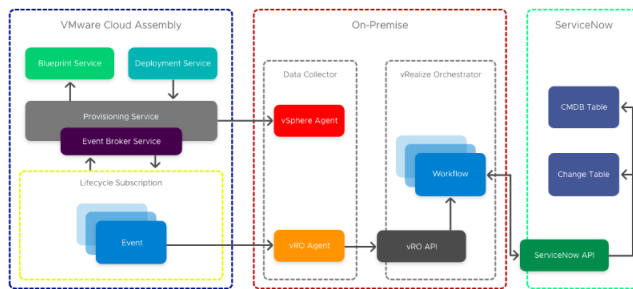 VMware Cloud Assembly
Blueprint Service
Deployment Service
Provisioning Service
Event Broker Service
Lifecycle Subscription
Event
On-Premise
Data Collector
vSphere Agent
vRO Agent
vRealize Orchestrator
Workflow
vRO API
ServiceNow
CMDB Table
Change Table
ServiceNow API